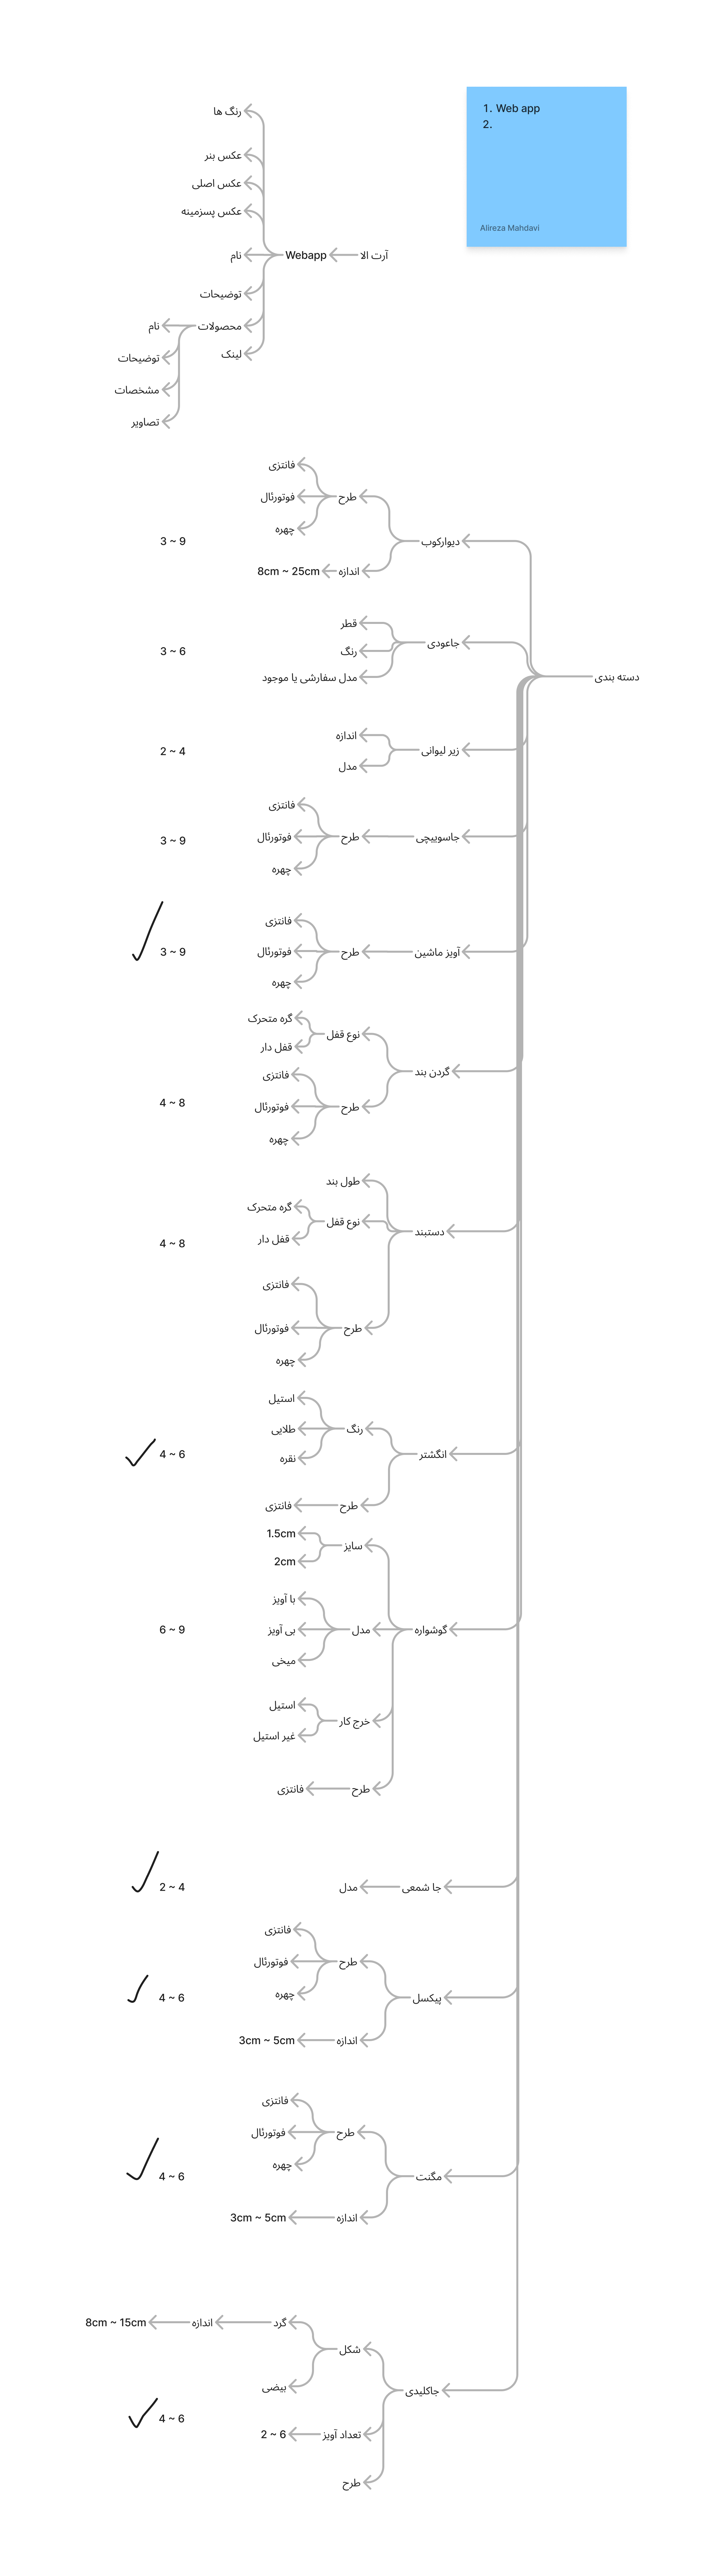 1. Web app
2.
Alireza Mahdavi
آرت الا
Webapp
رنگ ها
عکس بنر
عکس اصلی
عکس پسزمینه
نام
توضیحات
محصولات
نام
توضیحات
مشخصات
تصاویر
لینک
دسته بندی
دیوارکوب
طرح
فانتزی
فوتورئال
چهره
اندازه
8cm ~ 25cm
3 ~ 9
جاعودی
قطر
رنگ
مدل سفارشی یا موجود
3 ~ 6
زیر لیوانی
اندازه
مدل
2 ~ 4
جاسوییچی
طرح
فانتزی
فوتورئال
چهره
3 ~ 9
آویز ماشین
طرح
فانتزی
فوتورئال
چهره
3 ~ 9
گردن بند
نوع قفل
گره متحرک
قفل دار
طرح
فانتزی
فوتورئال
چهره
4 ~ 8
دستبند
طول بند
نوع قفل
گره متحرک
قفل دار
طرح
فانتزی
فوتورئال
چهره
4 ~ 8
انگشتر
رنگ
استیل
طلایی
نقره
طرح
فانتزی
4 ~ 6
گوشواره
سایز
1.5cm
2cm
مدل
با آویز
بی آویز
میخی
خرج کار
استیل
غیر استیل
طرح
فانتزی
6 ~ 9
جا شمعی
مدل
2 ~ 4
پیکسل
طرح
فانتزی
فوتورئال
چهره
اندازه
3cm ~ 5cm
4 ~ 6
مگنت
طرح
فانتزی
فوتورئال
چهره
اندازه
3cm ~ 5cm
4 ~ 6
جاکلیدی
شکل
گرد
اندازه
8cm ~ 15cm
بیضی
تعداد آویز
2 ~ 6
طرح
4 ~ 6